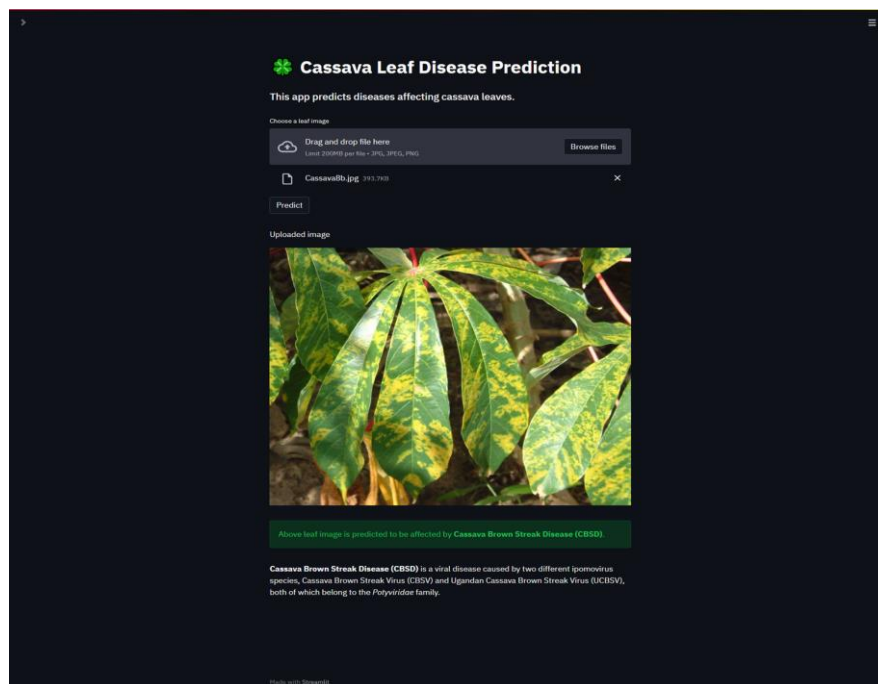 Cassava Leaf Disease Prediction
This app predicts diseases affecting cassava leaves.
Choose a leaf image
Drag and drop file here
Limit 200MB per file • JPG, JPEG, PNG
Browse files
CassavaBb.jpg 393.7KB
Predict
Uploaded image
Above leaf image is predicted to be affected by Cassava Brown Streak Disease (CBSD).
Cassava Brown Streak Disease (CBSD) is a viral disease caused by two different ipomovirus
species, Cassava Brown Streak Virus (CBSV) and Ugandan Cassava Brown Streak Virus (UCBSV),
both of which belong to the Potyviridae family.
Made with Streamlit